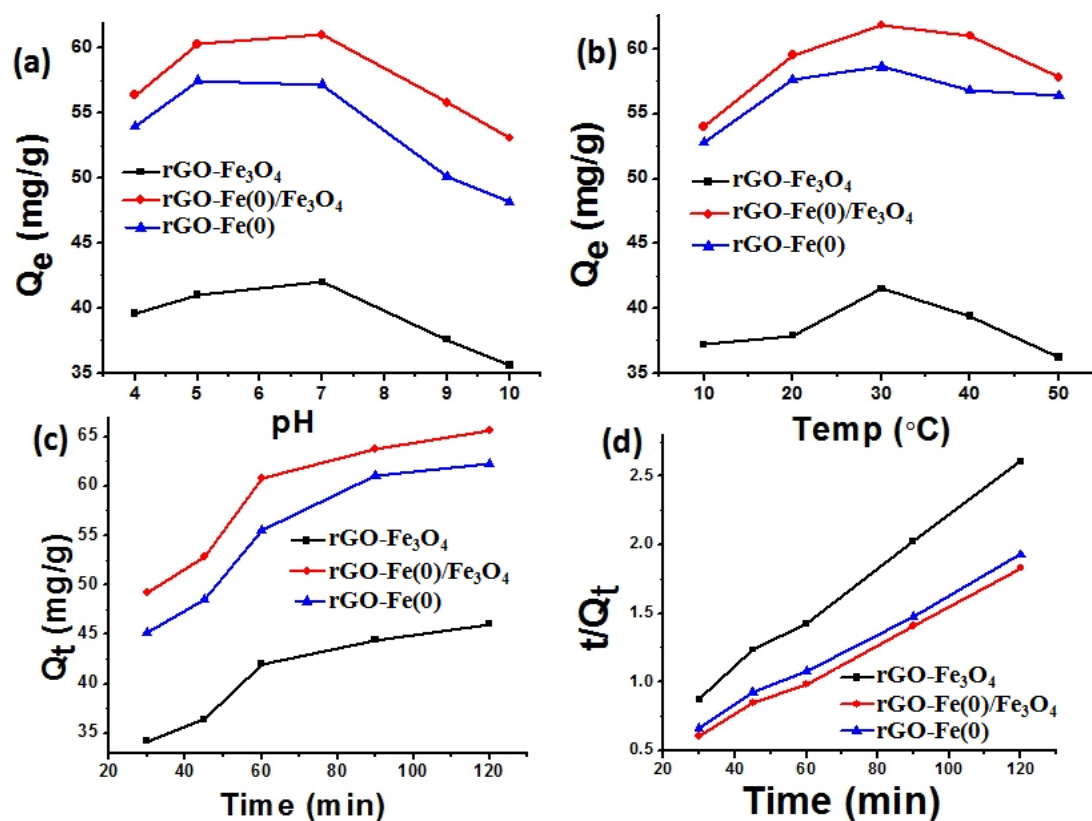 (a)
60
55
50
45
40
35
Qe (mg/g)
rGO-Fe₃O₄
rGO-Fe(0)/Fe₃O₄
rGO-Fe(0)
4 5 6 7 8 9 10
pH
(b)
60
55
50
45
40
35
Qe (mg/g)
rGO-Fe₃O₄
rGO-Fe(0)/Fe₃O₄
rGO-Fe(0)
10 20 30 40 50
Temp (°C)
(c)
65
60
55
50
45
40
35
Qt (mg/g)
rGO-Fe₃O₄
rGO-Fe(0)/Fe₃O₄
rGO-Fe(0)
20 40 60 80 100 120
Time (min)
(d)
2.5
2.0
1.5
1.0
0.5
t/Qt
rGO-Fe₃O₄
rGO-Fe(0)/Fe₃O₄
rGO-Fe(0)
20 40 60 80 100 120
Time (min)